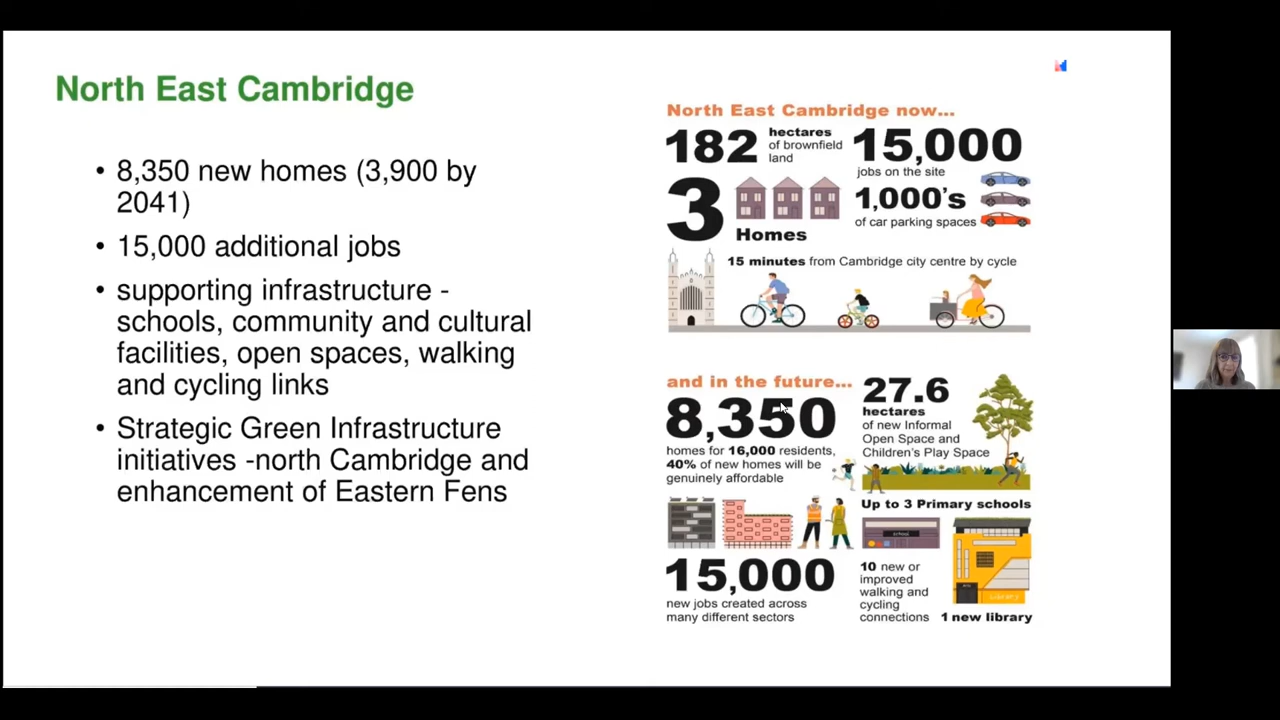 North East Cambridge
• 8,350 new homes (3,900 by
2041)
• 15,000 additional jobs
• supporting infrastructure -
schools, community and cultural
facilities, open spaces, walking
and cycling links
• Strategic Green Infrastructure
initiatives -north Cambridge and
enhancement of Eastern Fens
North East Cambridge now...
182
hectares
of brownfield
land
15,000
jobs on the site
3
Homes
1,000's
of car parking spaces
15 minutes from Cambridge city centre by cycle
and in the future...
8,350
homes for 16,000 residents,
40% of new homes will be
genuinely affordable
27.6
hectares
of new Informal
Open Space and
Children's Play Space
Up to 3 Primary schools
school
15,000
new jobs created across
many different sectors
10 new or
improved
walking and
cycling
connections
Library
1 new library